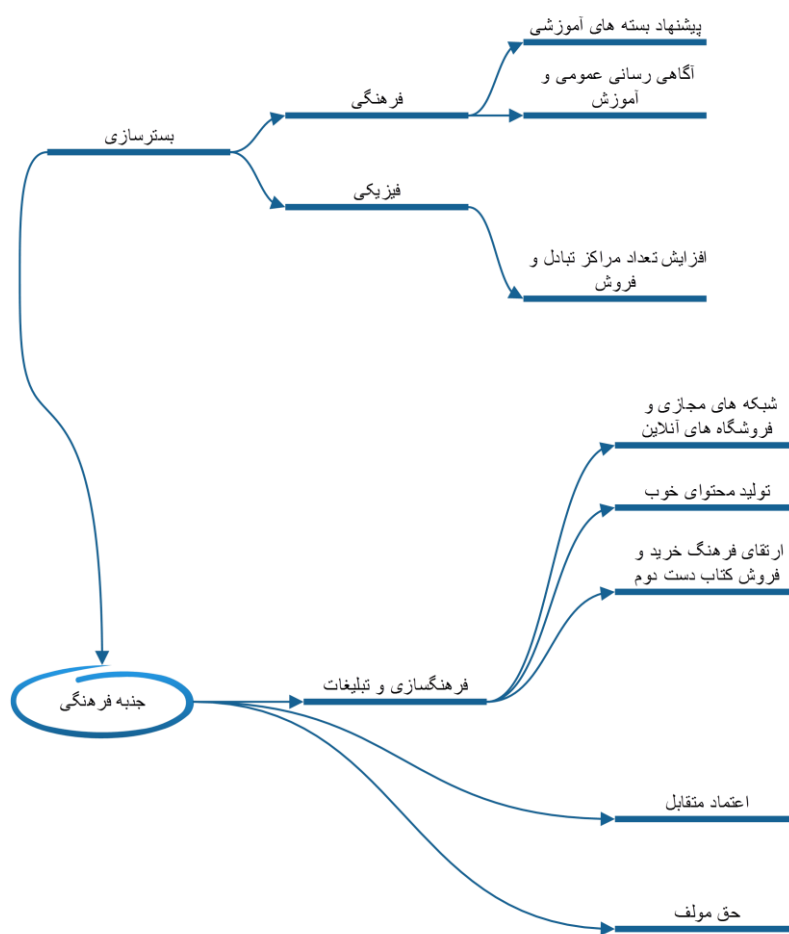 پیشنهاد بسته های آموزشی
آگاهی رسانی عمومی و
آموزش
فرهنگی
بسترسازی
فیزیکی
افزایش تعداد مراکز تبادل و
فروش
شبکه های مجازی و
فروشگاه های آنلاین
تولید محتوای خوب
ارتقای فرهنگ خرید و
فروش کتاب دست دوم
فرهنگسازی و تبلیغات
جنبه فرهنگی
اعتماد متقابل
حق مولف